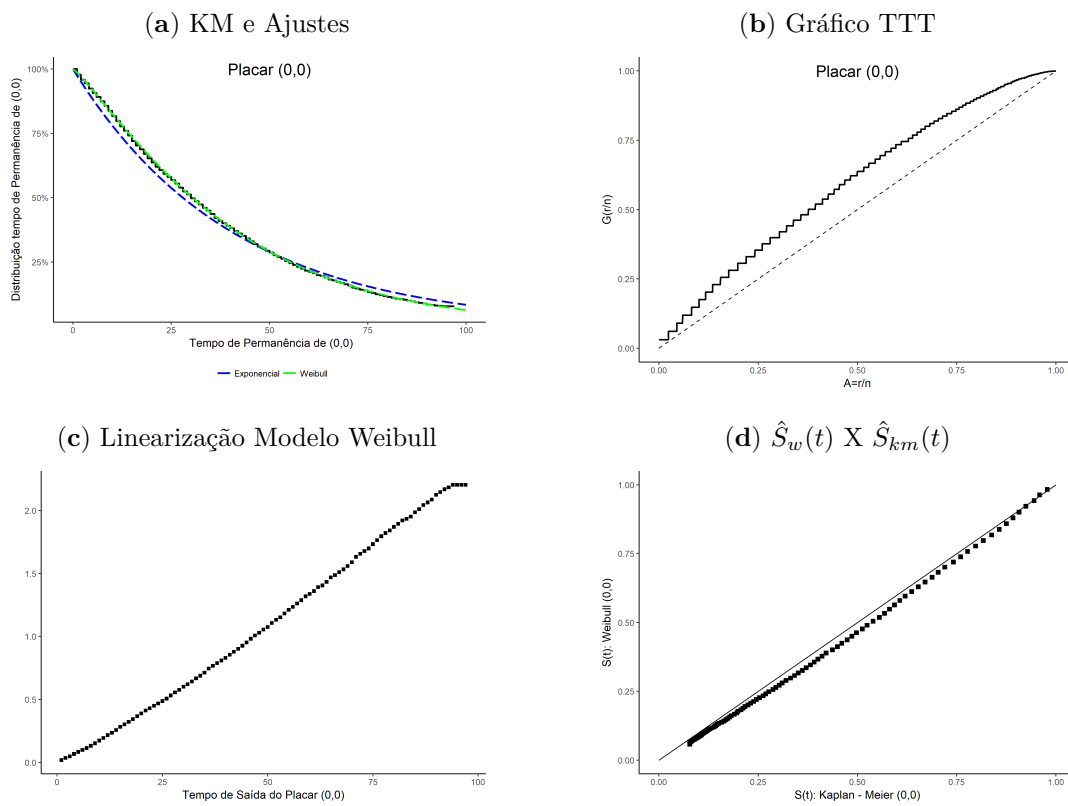 (a) KM e Ajustes
Placar (0,0)
Distribuição tempo de Permanência de (0,0)
100%
75%
50%
25%
0
25
50
75
100
Tempo de Permanência de (0,0)
Exponencial
Weibull
(b) Gráfico TTT
Placar (0,0)
G(r/n)
1.00
0.75
0.50
0.25
0.00
0.00
0.25
0.50
0.75
1.00
A=r/n
(c) Linearização Modelo Weibull
2.0
1.5
1.0
0.5
0.0
0
25
50
75
100
Tempo de Saída do Placar (0,0)
(d) Ŝ_w(t) X Ŝ_km(t)
S(t): Weibull (0,0)
1.00
0.75
0.50
0.25
0.00
0.00
0.25
0.50
0.75
1.00
S(t): Kaplan - Meier (0,0)